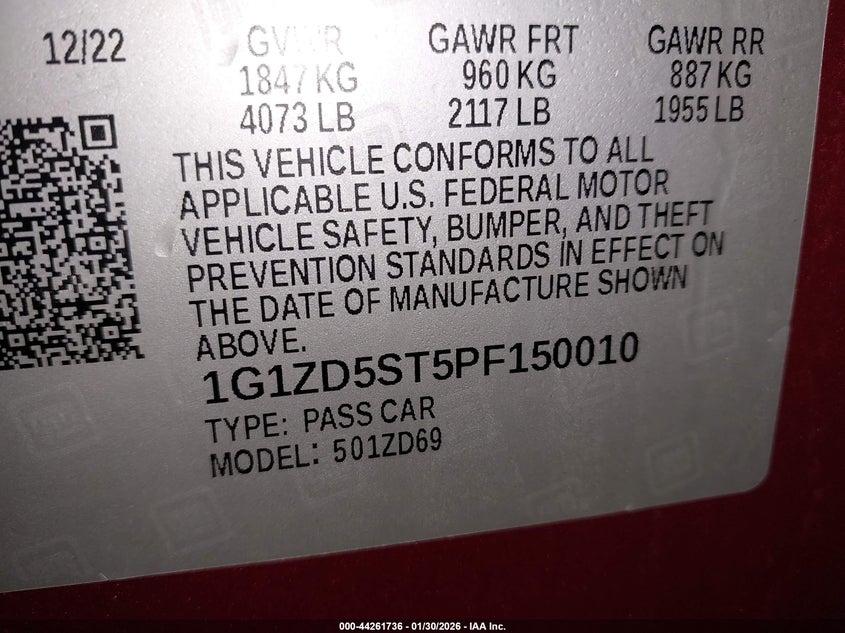 12/22 GVWR GAWR FRT GAWR RR
1847 KG 960 KG 887 KG
4073 LB 2117 LB 1955 LB
THIS VEHICLE CONFORMS TO ALL
APPLICABLE U.S. FEDERAL MOTOR
VEHICLE SAFETY, BUMPER, AND THEFT
PREVENTION STANDARDS IN EFFECT ON
THE DATE OF MANUFACTURE SHOWN
ABOVE.
1G1ZD5ST5PF150010
TYPE: PASS CAR
MODEL: 501ZD69
000-44261736 - 01/30/2026 - IAA Inc.